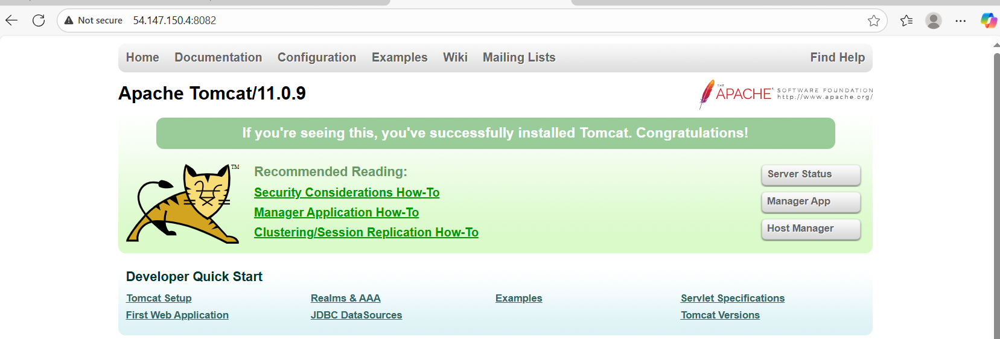 Not secure 54.147.150.4:8082
Home Documentation Configuration Examples Wiki Mailing Lists Find Help
Apache Tomcat/11.0.9
THE APACHE SOFTWARE FOUNDATION
http://www.apache.org/
If you're seeing this, you've successfully installed Tomcat. Congratulations!
TM
Recommended Reading:
Security Considerations How-To
Manager Application How-To
Clustering/Session Replication How-To
Server Status
Manager App
Host Manager
Developer Quick Start
Tomcat Setup
First Web Application
Realms & AAA
JDBC DataSources
Examples
Servlet Specifications
Tomcat Versions